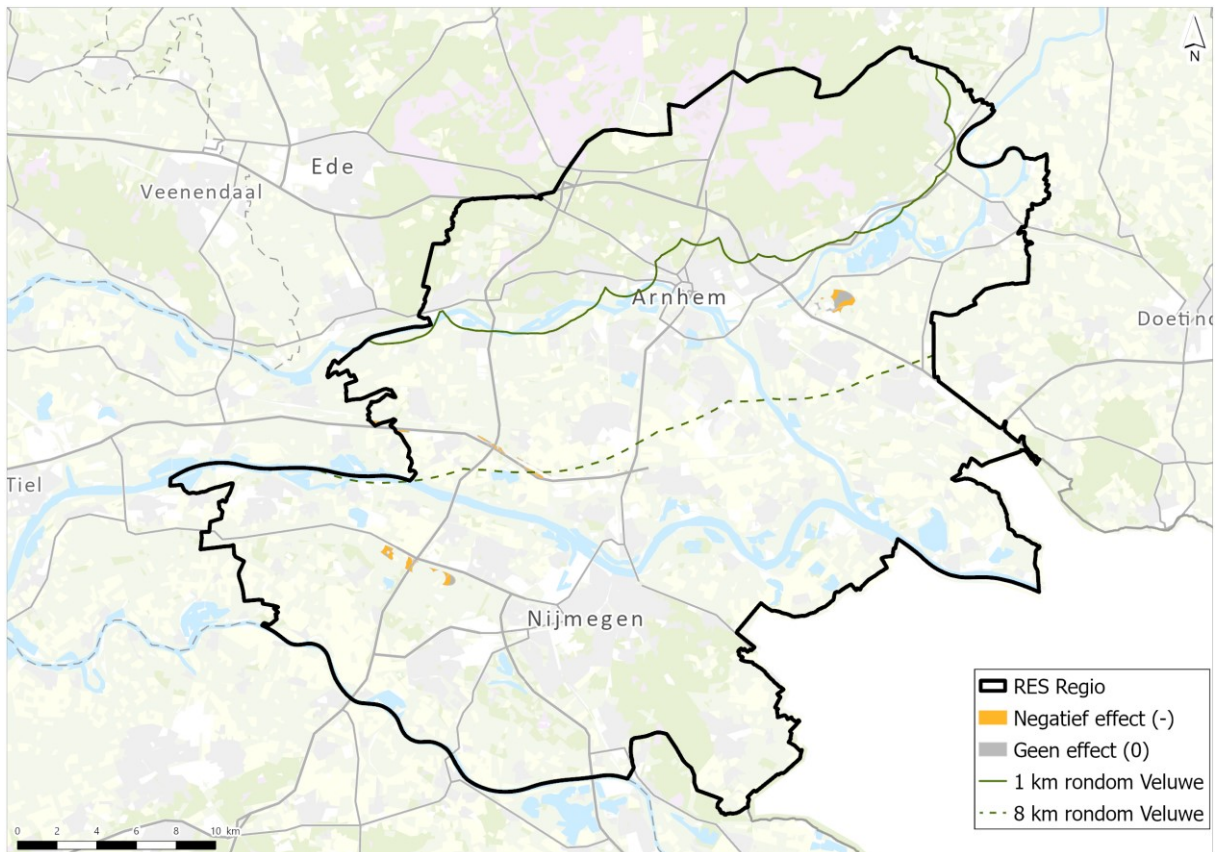 N
Ede
Veenendaal
Arnhem
Doetinc
Tiel
Nijmegen
RES Regio
Negatief effect (-)
Geen effect (0)
1 km rondom Veluwe
8 km rondom Veluwe
0 2 4 6 8 10 km